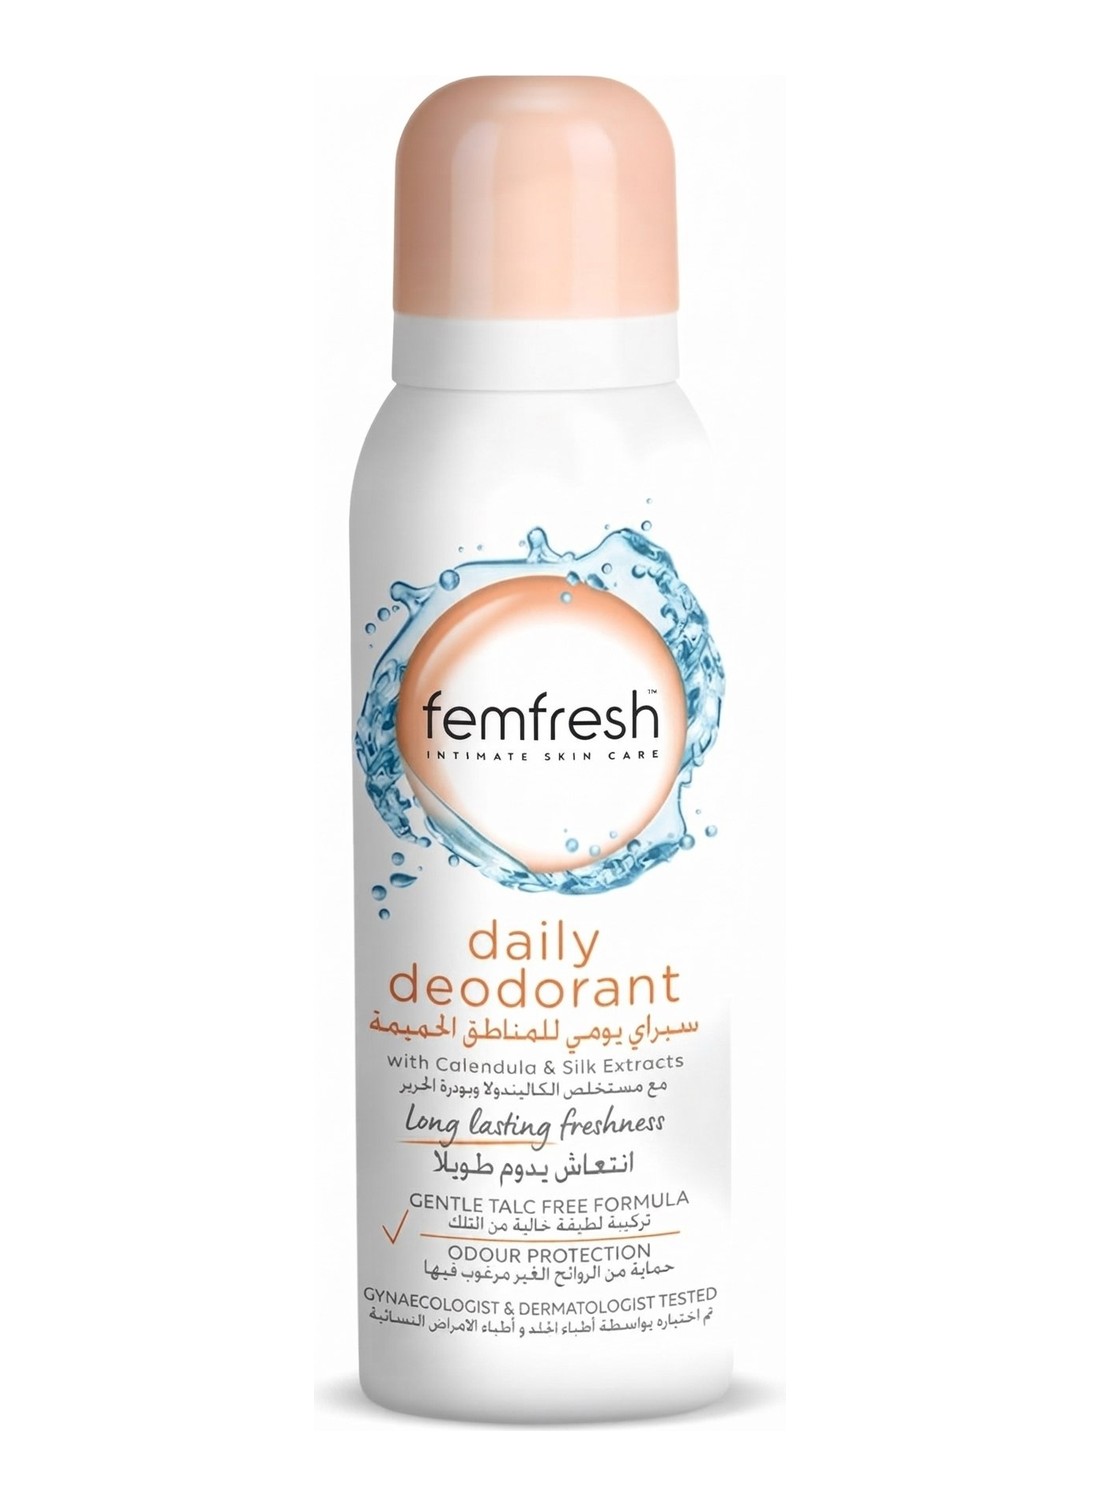 femfresh™
INTIMATE SKIN CARE
daily
deodorant
سبراي يومي للمناطق الحميمة
with Calendula & Silk Extracts
مع مستخلص الكاليندولا وبودرة الحرير
Long lasting freshness
انتعاش يدوم طويلا
GENTLE TALC FREE FORMULA
تركيبة لطيفة خالية من التلك
ODOUR PROTECTION
حماية من الروائح الغير مرغوب فيها
GYNAECOLOGIST & DERMATOLOGIST TESTED
تم اختباره بواسطة أطباء الجلد و أطباء الامراض النسائية